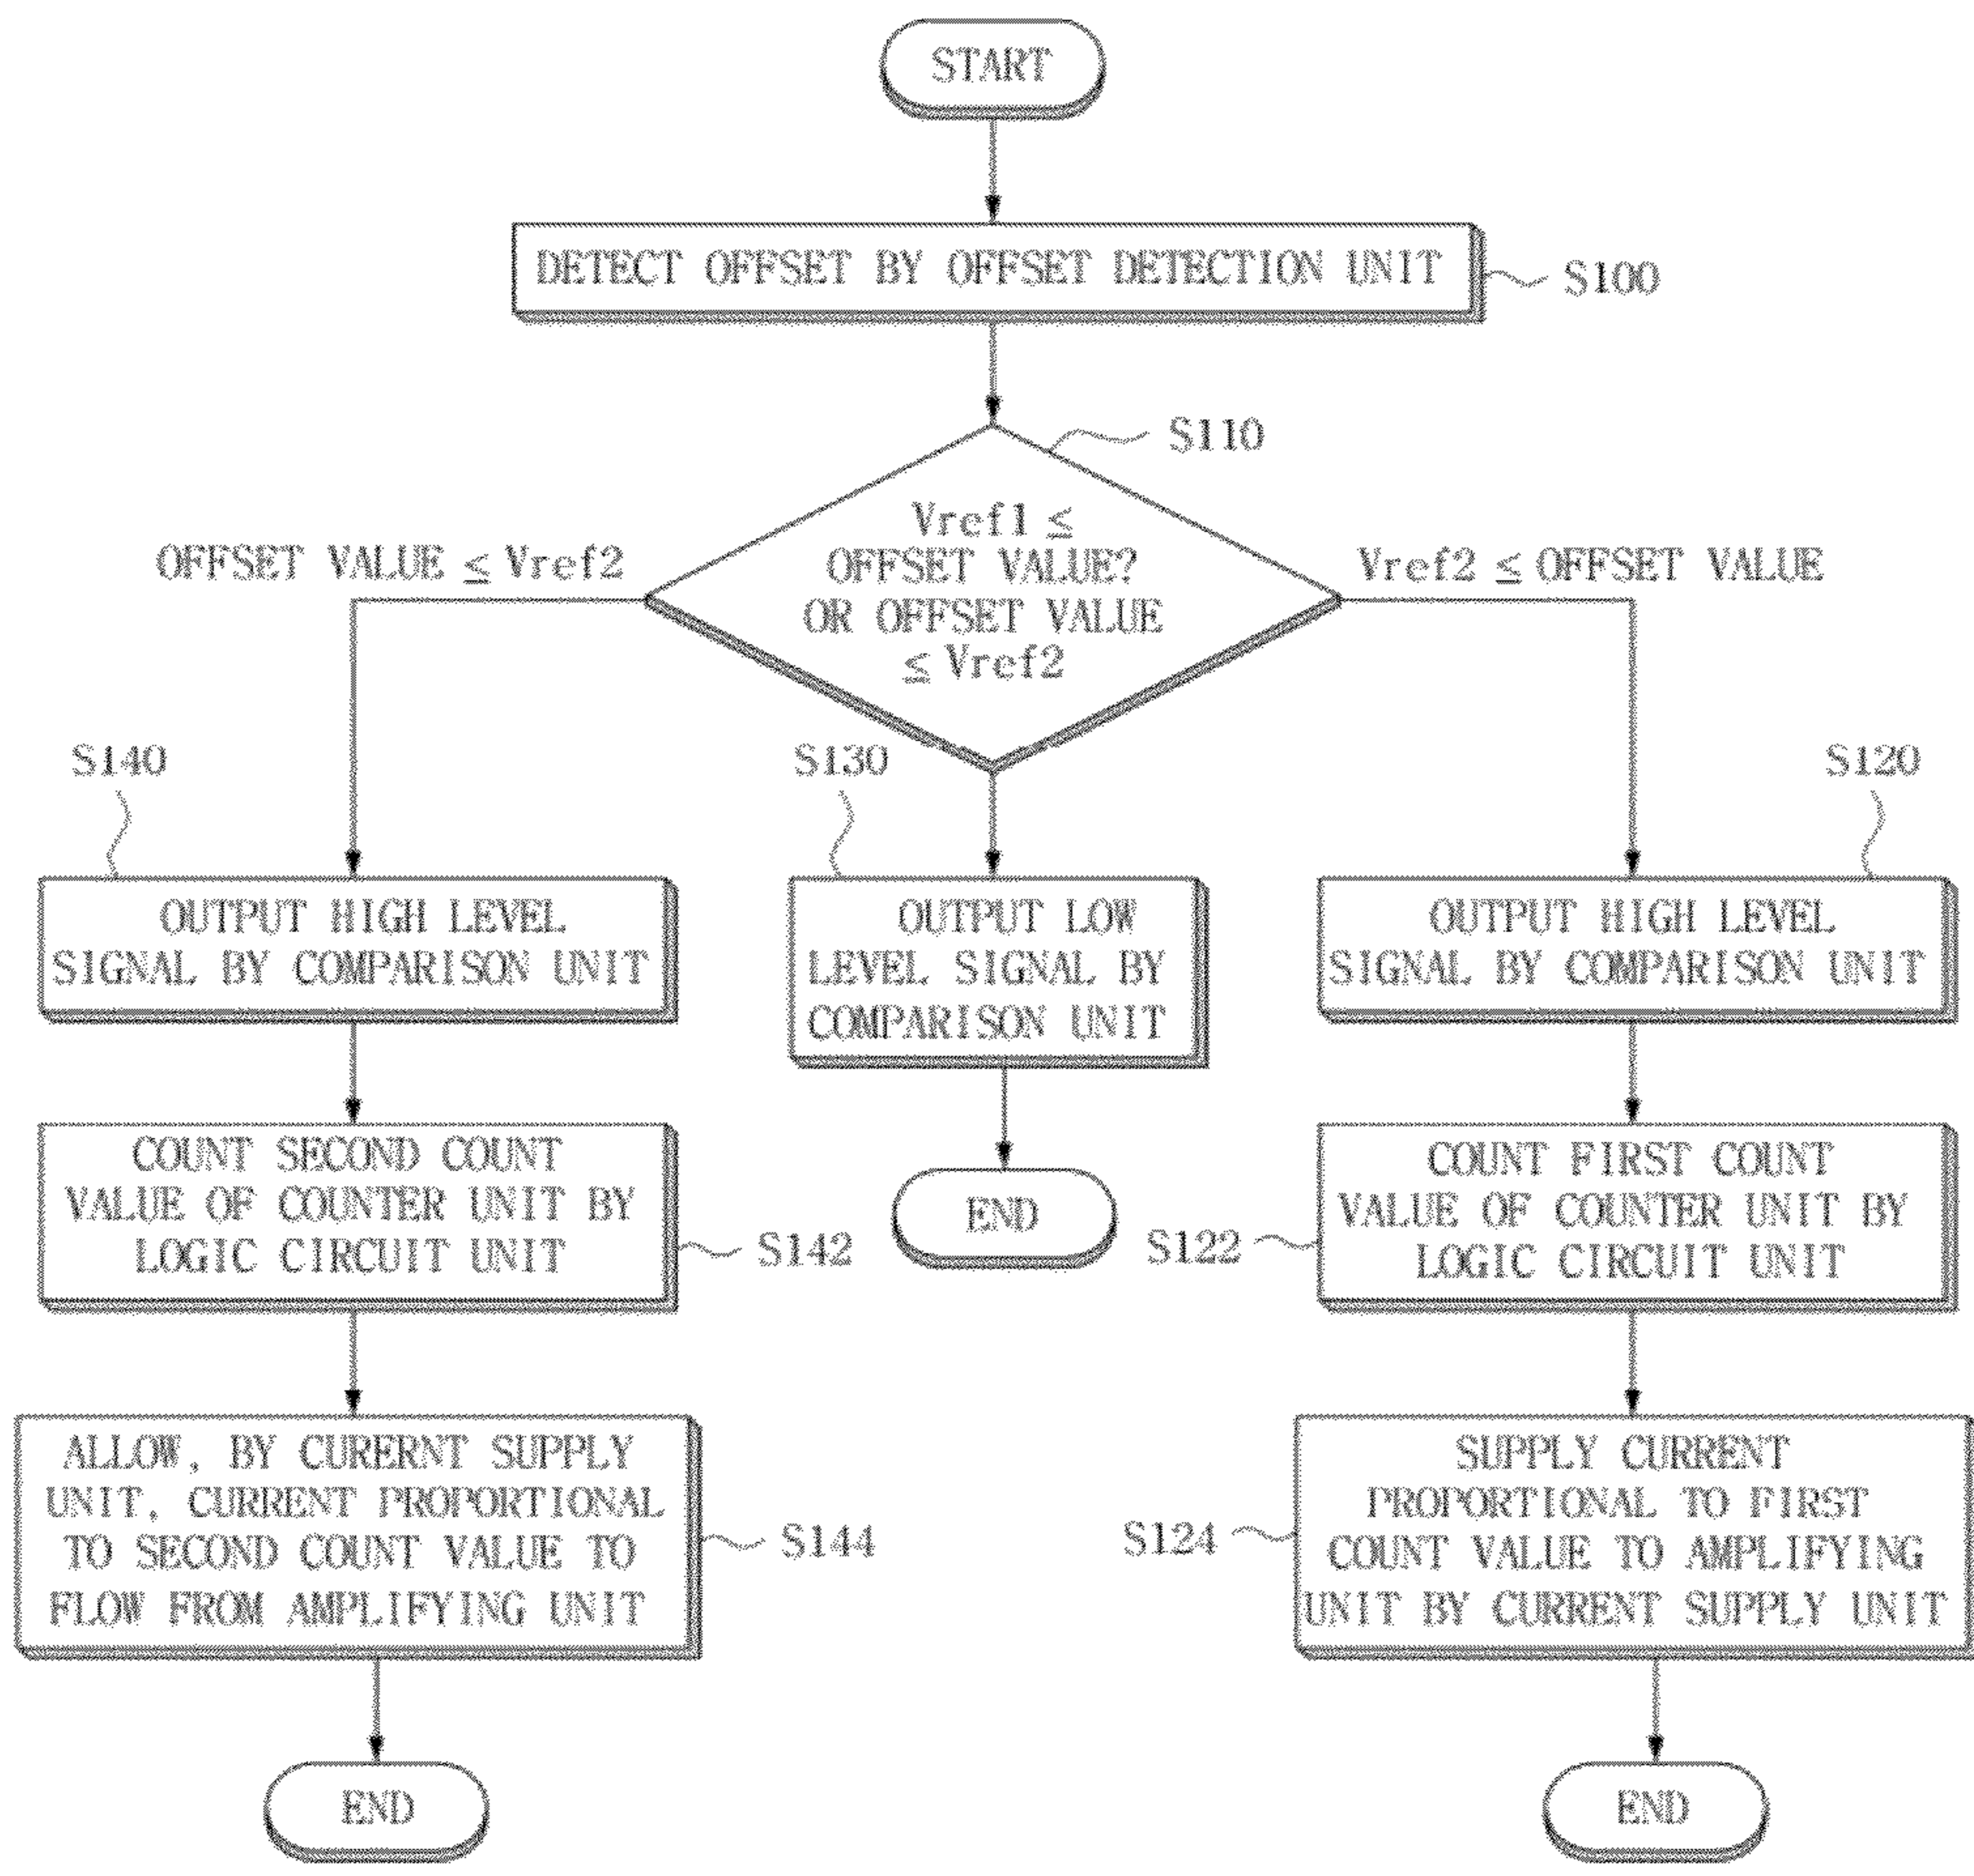 START
DETECT OFFSET BY OFFSET DETECTION UNIT
S100
S110
Vref1 ≤
OFFSET VALUE?
OR OFFSET VALUE
≤ Vref2
OFFSET VALUE ≤ Vref2
Vref2 ≤ OFFSET VALUE
S140
OUTPUT HIGH LEVEL
SIGNAL BY COMPARISON UNIT
S130
OUTPUT LOW
LEVEL SIGNAL BY
COMPARISON UNIT
S120
OUTPUT HIGH LEVEL
SIGNAL BY COMPARISON UNIT
COUNT SECOND COUNT
VALUE OF COUNTER UNIT BY
LOGIC CIRCUIT UNIT
S142
END
S122
COUNT FIRST COUNT
VALUE OF COUNTER UNIT BY
LOGIC CIRCUIT UNIT
ALLOW, BY CURERNT SUPPLY
UNIT, CURRENT PROPORTIONAL
TO SECOND COUNT VALUE TO
FLOW FROM AMPLIFYING UNIT
S144
S124
SUPPLY CURRENT
PROPORTIONAL TO FIRST
COUNT VALUE TO AMPLIFYING
UNIT BY CURRENT SUPPLY UNIT
END
END